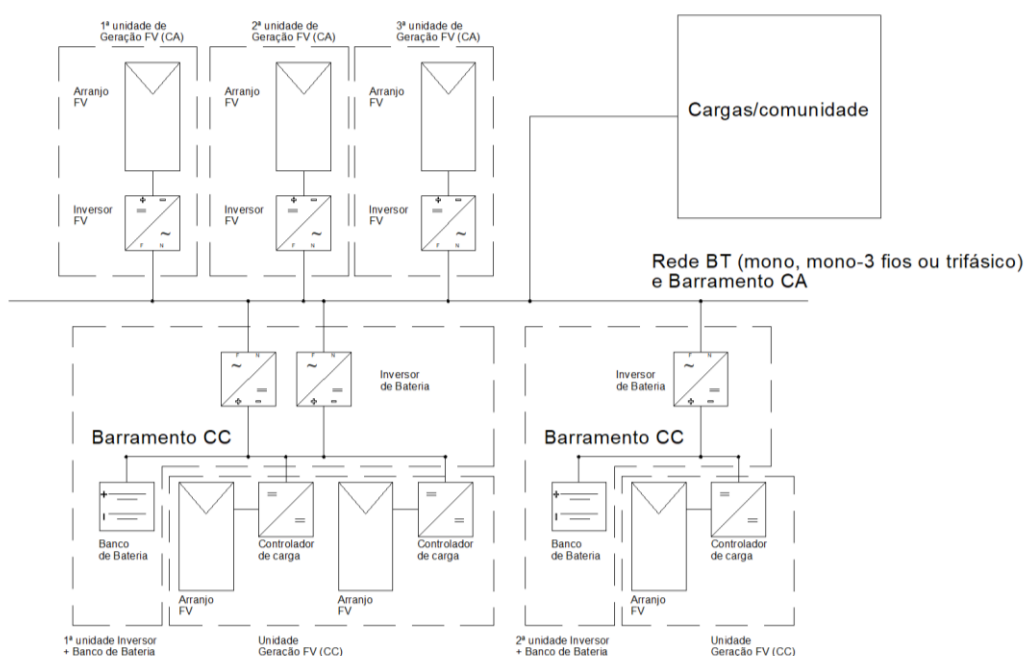 1ª unidade de
Geração FV (CA)
2ª unidade de
Geração FV (CA)
3ª unidade de
Geração FV (CA)
Arranjo
FV
Arranjo
FV
Arranjo
FV
Cargas/comunidade
Inversor
FV
Inversor
FV
Inversor
FV
F N
F N
F N
Rede BT (mono, mono-3 fios ou trifásico)
e Barramento CA
F N
F N
F N
Inversor
de Bateria
Inversor
de Bateria
Barramento CC
Barramento CC
Banco
de Bateria
Controlador
de carga
Controlador
de carga
Banco
de Bateria
Controlador
de carga
Arranjo
FV
Arranjo
FV
Arranjo
FV
1ª unidade Inversor
+ Banco de Bateria
Unidade
Geração FV (CC)
2ª unidade Inversor
+ Banco de Bateria
Unidade
Geração FV (CC)